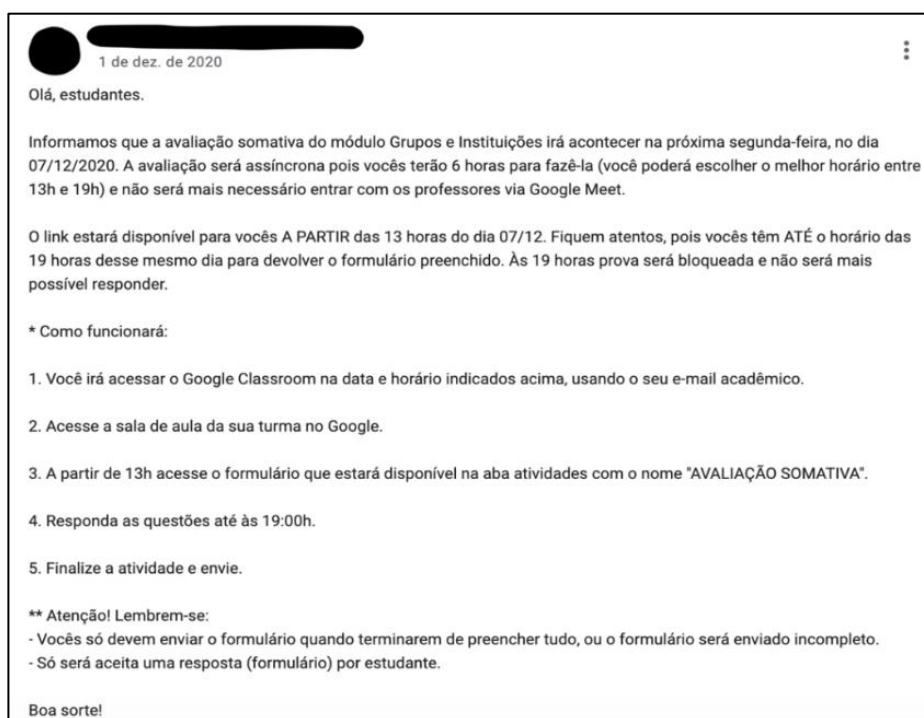 1 de dez. de 2020
Olá, estudantes.
Informamos que a avaliação somativa do módulo Grupos e Instituições irá acontecer na próxima segunda-feira, no dia
07/12/2020. A avaliação será assíncrona pois vocês terão 6 horas para fazê-la (você poderá escolher o melhor horário entre
13h e 19h) e não será mais necessário entrar com os professores via Google Meet.
O link estará disponível para vocês A PARTIR das 13 horas do dia 07/12. Fiquem atentos, pois vocês têm ATÉ o horário das
19 horas desse mesmo dia para devolver o formulário preenchido. Às 19 horas prova será bloqueada e não será mais
possível responder.
* Como funcionará:
1. Você irá acessar o Google Classroom na data e horário indicados acima, usando o seu e-mail acadêmico.
2. Acesse a sala de aula da sua turma no Google.
3. A partir de 13h acesse o formulário que estará disponível na aba atividades com o nome "AVALIAÇÃO SOMATIVA".
4. Responda as questões até às 19:00h.
5. Finalize a atividade e envie.
** Atenção! Lembrem-se:
- Vocês só devem enviar o formulário quando terminarem de preencher tudo, ou o formulário será enviado incompleto.
- Só será aceita uma resposta (formulário) por estudante.
Boa sorte!